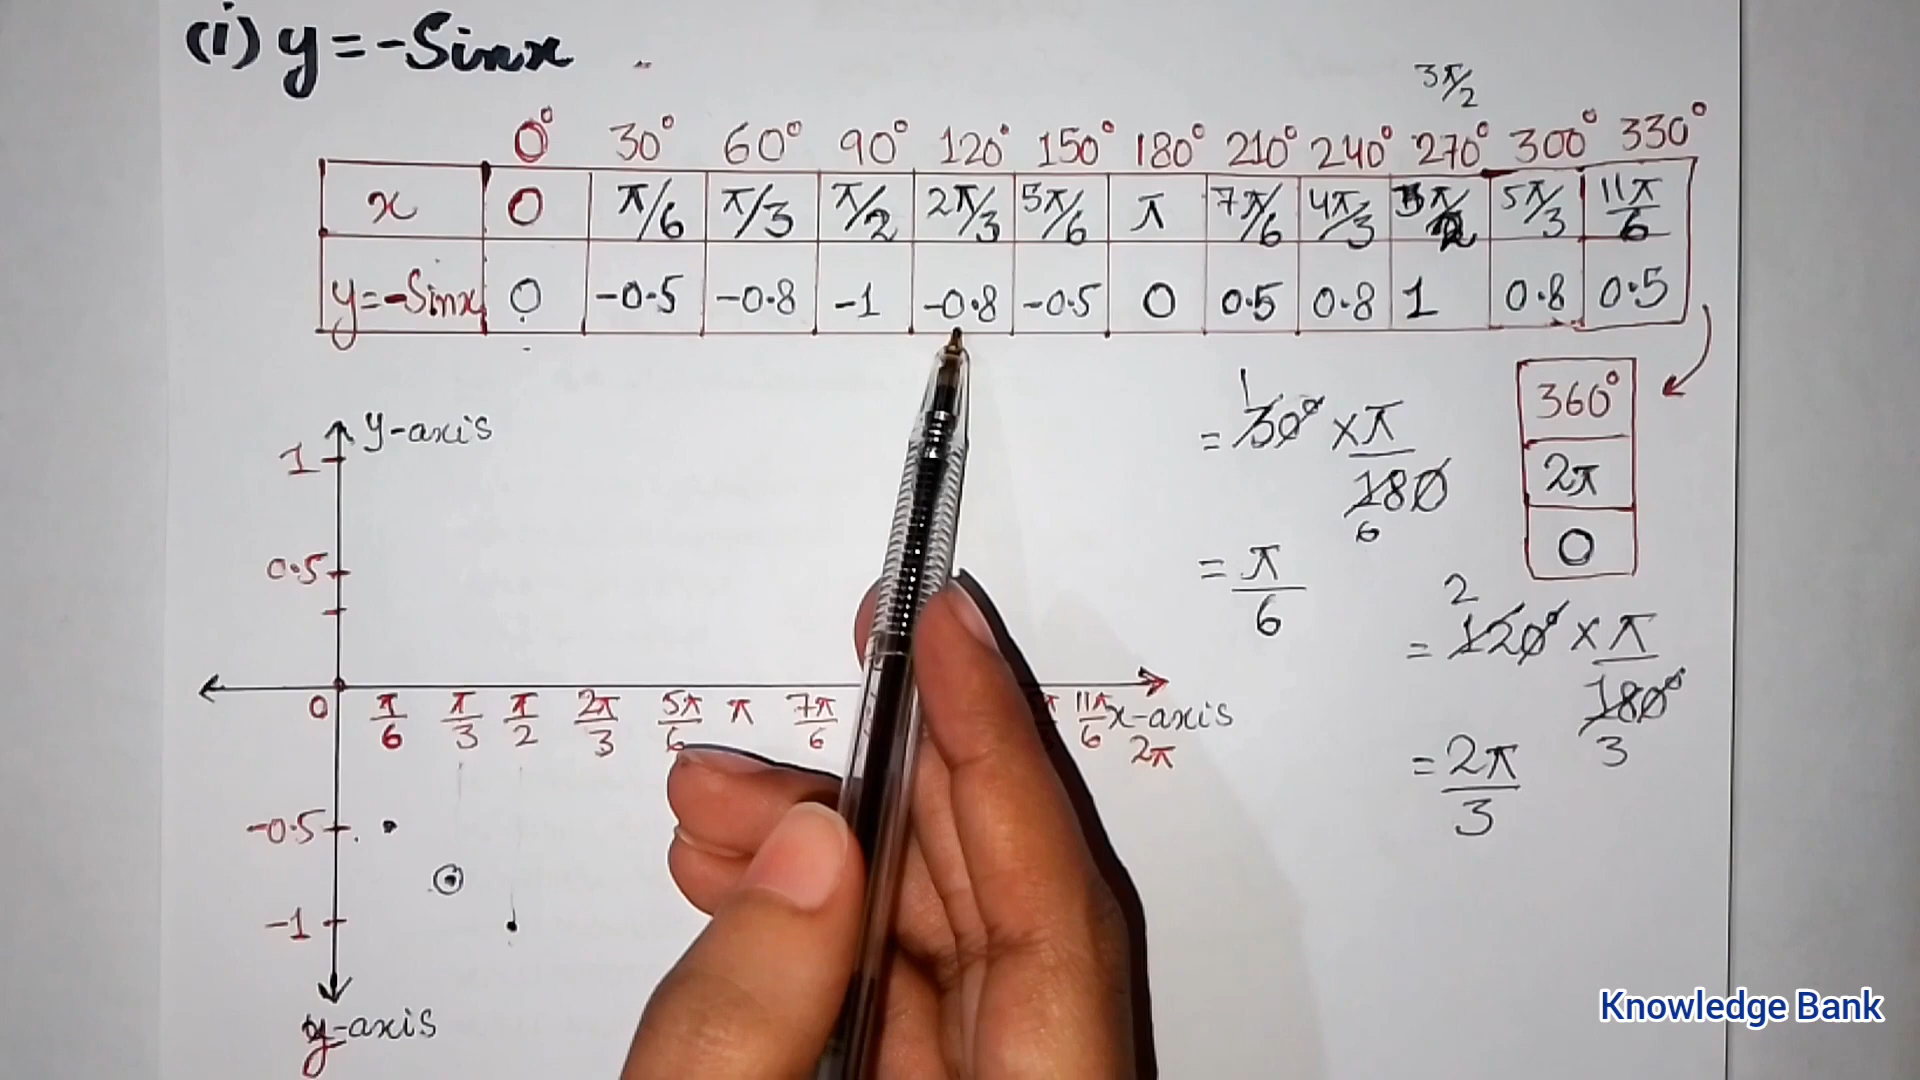 (i) y = -Sinx
3π/2
0° 30° 60° 90° 120° 150° 180° 210° 240° 270° 300° 330°
x 0 π/6 π/3 π/2 2π/3 5π/6 π 7π/6 4π/3 3π/2 5π/3 11π/6
y=-Sinx 0 -0.5 -0.8 -1 -0.8 -0.5 0 0.5 0.8 1 0.8 0.5
360°
2π
0
= 30° × π/180
1
6
= π/6
= 120° × π/180°
2
3
= 2π/3
y-axis
1
0.5
0 π/6 π/3 π/2 2π/3 5π/6 π 7π/6 11π/6 x-axis
2π
-0.5
-1
y-axis
Knowledge Bank